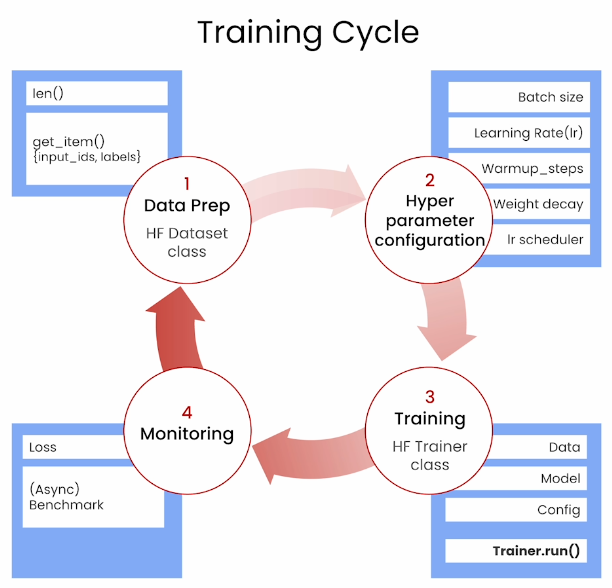 Training Cycle
len()
get_item()
{input_ids, labels}
1
Data Prep
HF Dataset
class
2
Hyper
parameter
configuration
Batch size
Learning Rate(lr)
Warmup_steps
Weight decay
lr scheduler
3
Training
HF Trainer
class
Data
Model
Config
Trainer.run()
4
Monitoring
Loss
(Async)
Benchmark